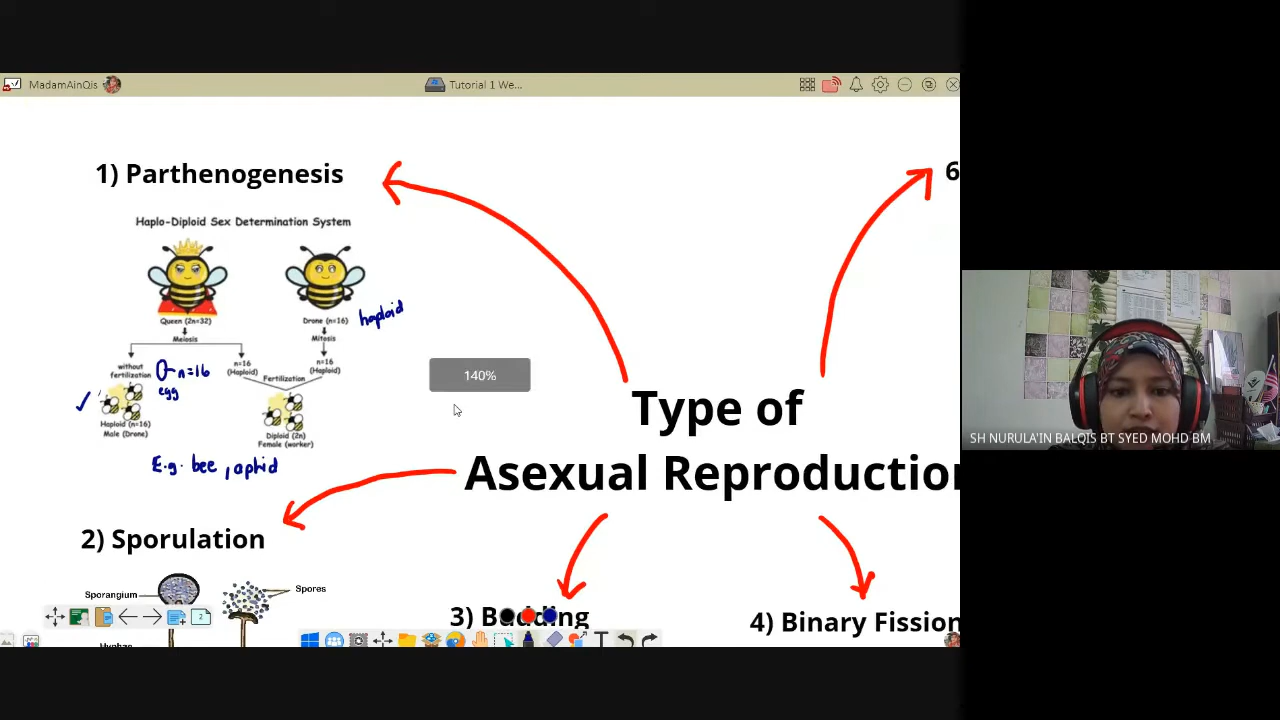 MadamAinQis
Tutorial 1 We...
1) Parthenogenesis
6
Haplo-Diploid Sex Determination System
Queen (2n=32)
Drone (n=16)
haploid
Meiosis
Mitosis
without
fertilization
n=16
egg
n=16
(Haploid)
n=16
(Haploid)
Fertilization
Haploid (n=16)
Male (Drone)
Diploid (2n)
Female (worker)
E.g. bee, aphid
140%
Type of
Asexual Reproduction
SH NURULA'IN BALQIS BT SYED MOHD BM
2) Sporulation
Sporangium
Spores
Hyphae
2
3) Budding
4) Binary Fission